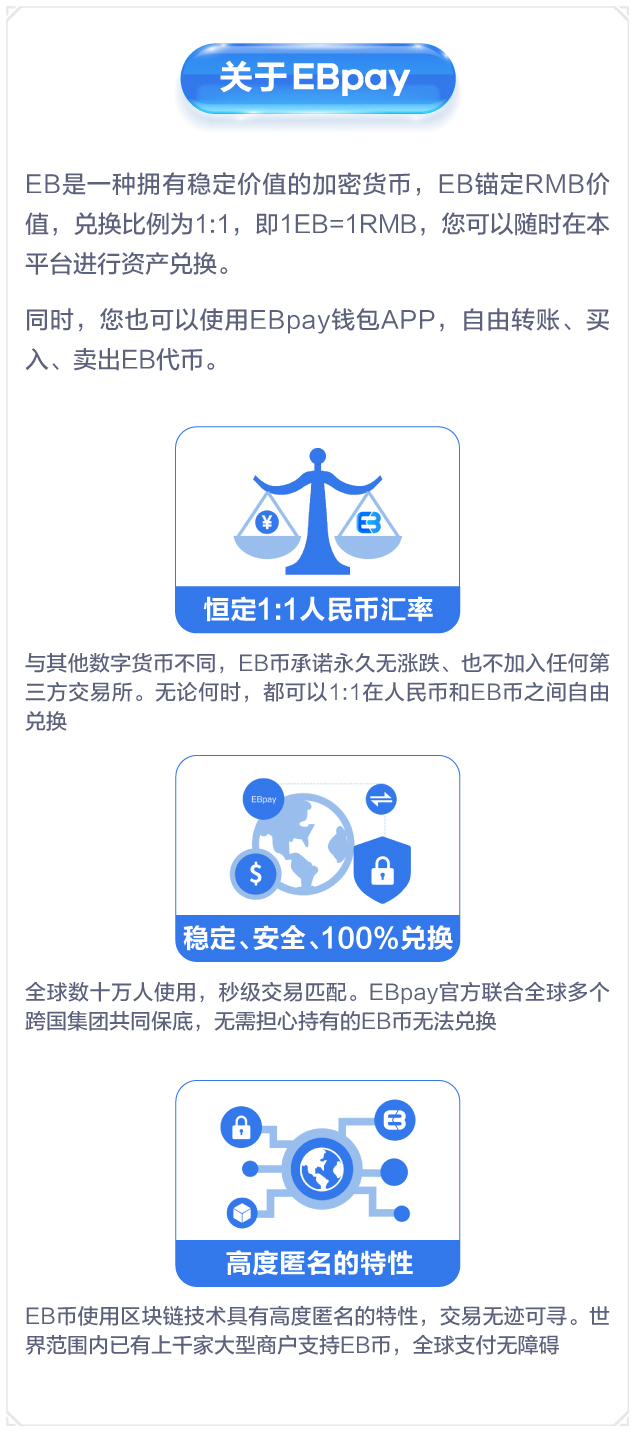 关于EBpay
EB是一种拥有稳定价值的加密货币，EB锚定RMB价
值，兑换比例为1:1，即1EB=1RMB，您可以随时在本
平台进行资产兑换。
同时，您也可以使用EBpay钱包APP，自由转账、买
入、卖出EB代币。
¥
EB
恒定1:1人民币汇率
与其他数字货币不同，EB币承诺永久无涨跌、也不加入任何第
三方交易所。无论何时，都可以1:1在人民币和EB币之间自由
兑换
EBpay
$
稳定、安全、100%兑换
全球数十万人使用，秒级交易匹配。EBpay官方联合全球多个
跨国集团共同保底，无需担心持有的EB币无法兑换
EB
高度匿名的特性
EB币使用区块链技术具有高度匿名的特性，交易无迹可寻。世
界范围内已有上千家大型商户支持EB币，全球支付无障碍